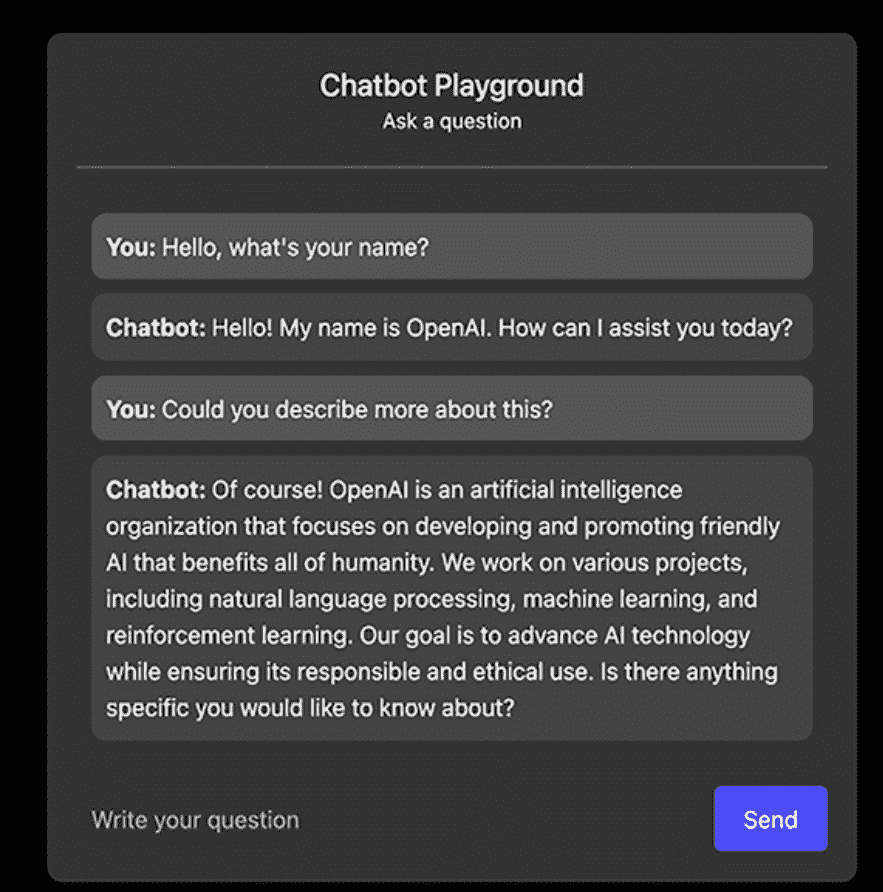 Chatbot Playground
Ask a question
You: Hello, what's your name?
Chatbot: Hello! My name is OpenAI. How can I assist you today?
You: Could you describe more about this?
Chatbot: Of course! OpenAI is an artificial intelligence
organization that focuses on developing and promoting friendly
AI that benefits all of humanity. We work on various projects,
including natural language processing, machine learning, and
reinforcement learning. Our goal is to advance AI technology
while ensuring its responsible and ethical use. Is there anything
specific you would like to know about?
Write your question
Send